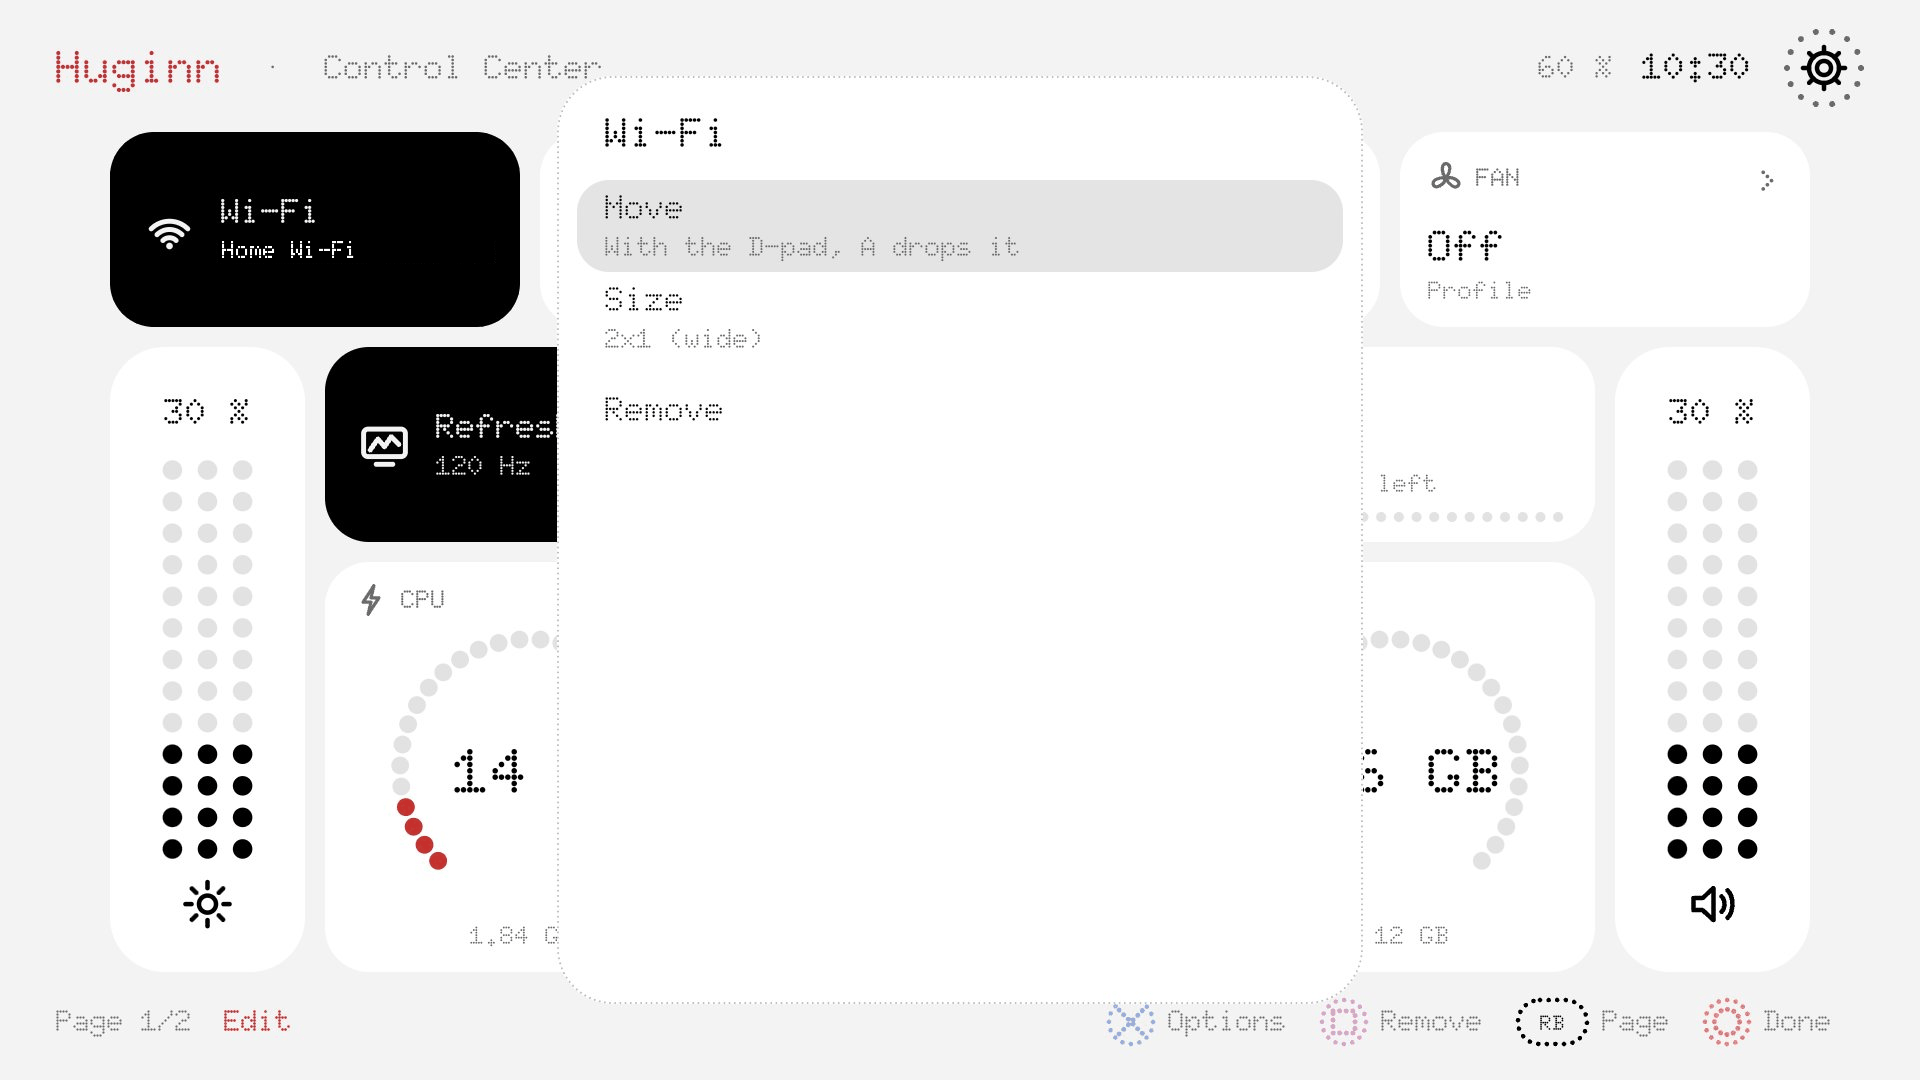 Huginn · Control Center 60 % 10:30
Wi-Fi
Home Wi-Fi
FAN
Off
Profile
Wi-Fi
Move
With the D-pad, A drops it
Size
2x1 (wide)
Remove
30 %
120 Hz
left
30 %
CPU
14
GB
1,84
12 GB
Page 1/2 Edit
Options Remove RB Page Done